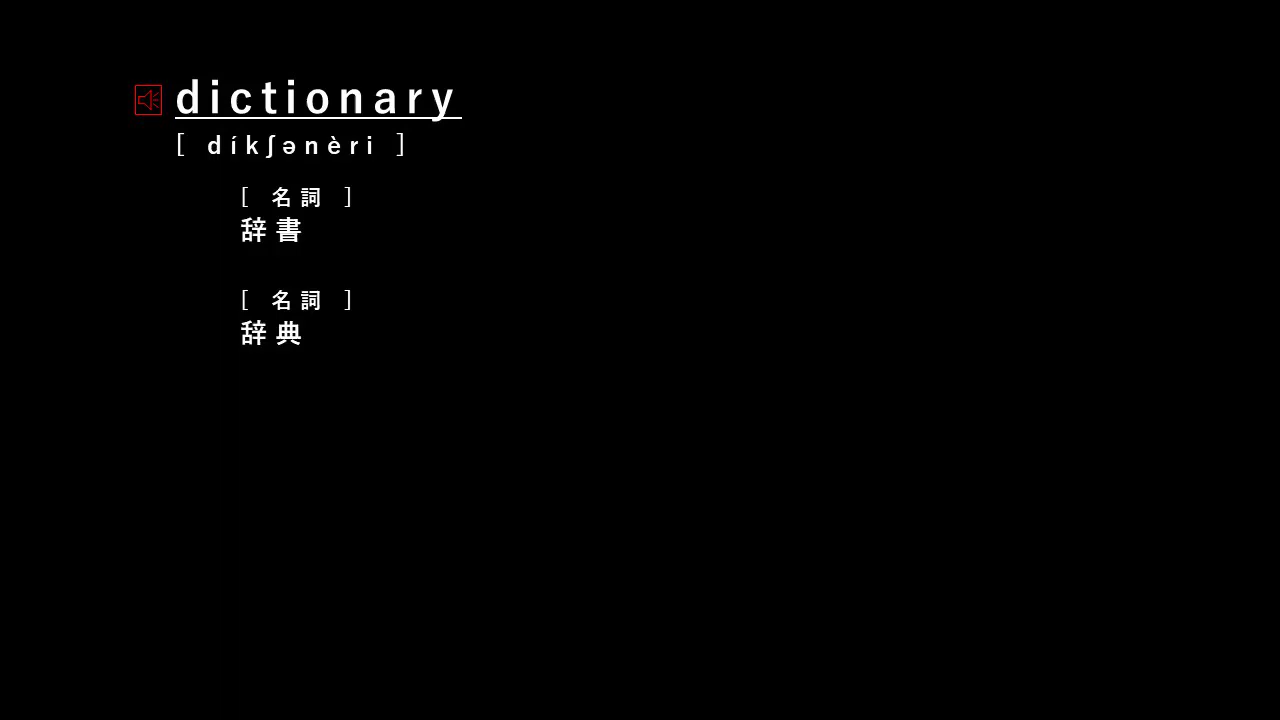 dictionary
[ díkʃənèri ]
[ 名詞 ]
辞書
[ 名詞 ]
辞典